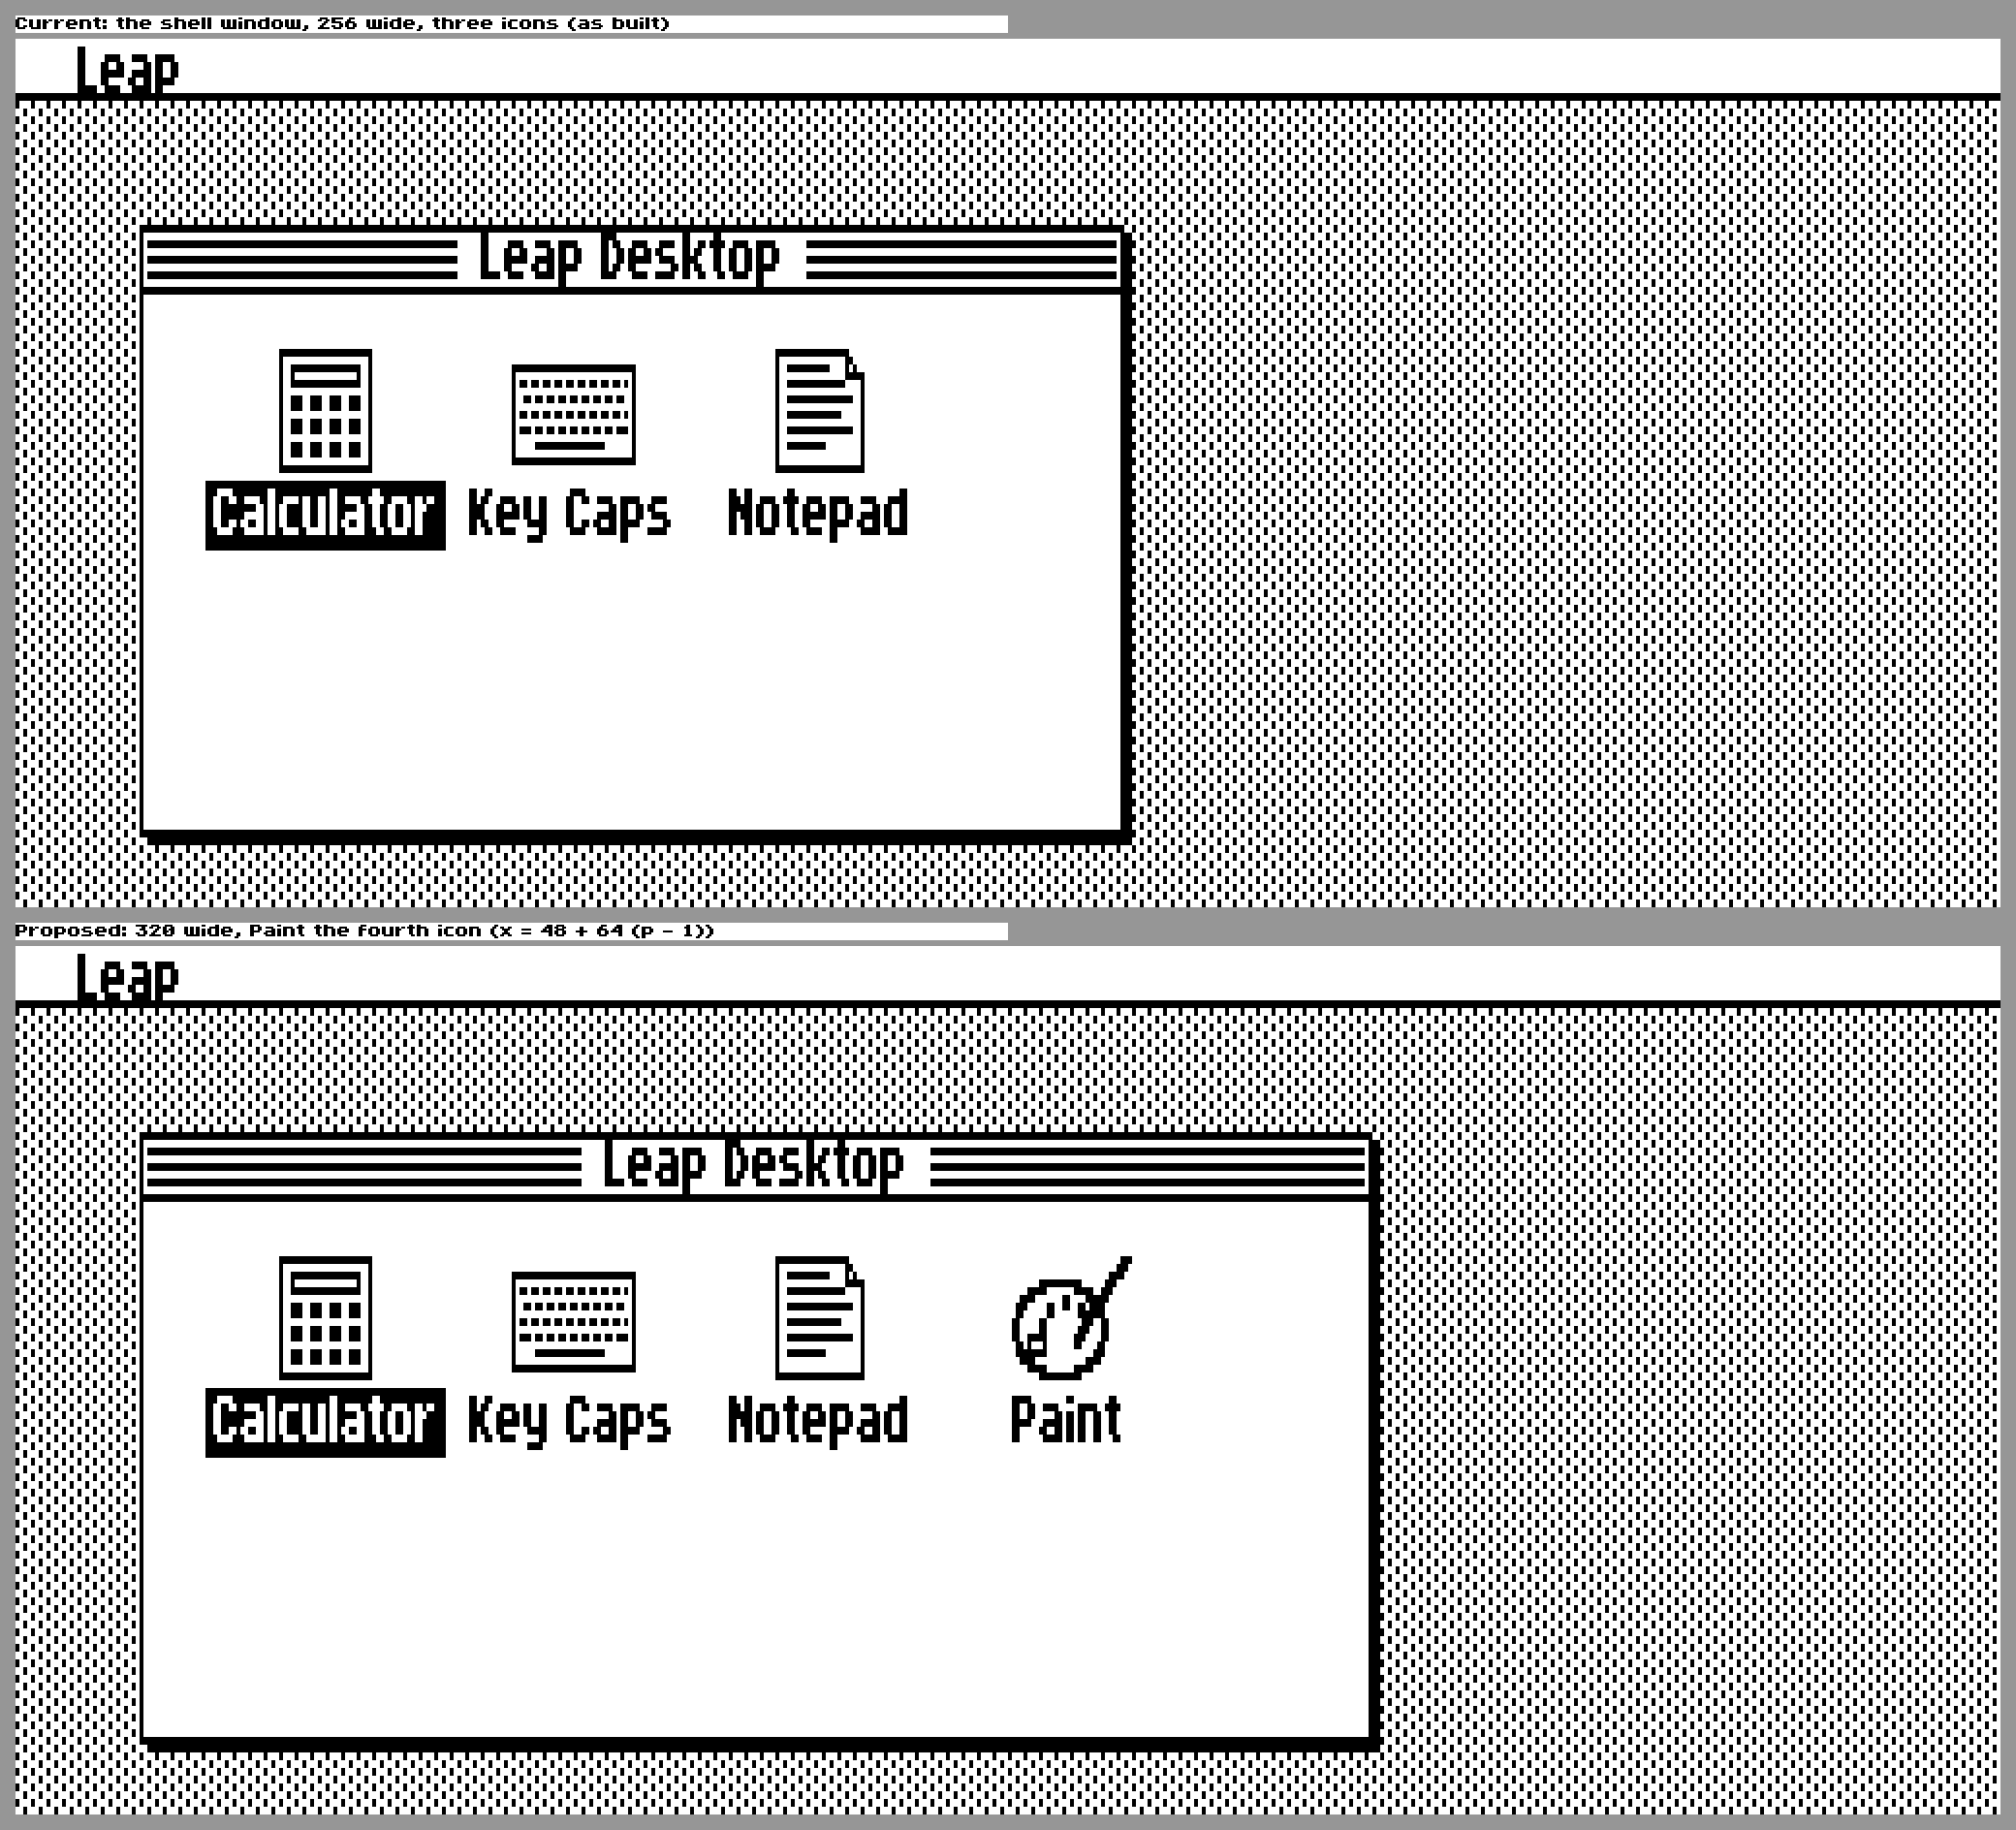 Current: the shell window, 256 wide, three icons (as built)
Leap
Leap Desktop
Calculator Key Caps Notepad
Proposed: 320 wide, Paint the fourth icon (x = 48 + 64 (p - 1))
Leap
Leap Desktop
Calculator Key Caps Notepad Paint